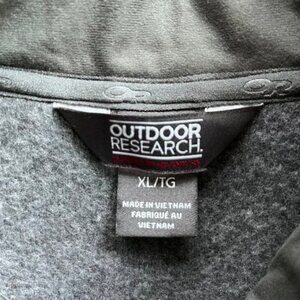 OUTDOOR
RESEARCH.
XL/TG
MADE IN VIETNAM
FABRIQUÉ AU
VIETNAM